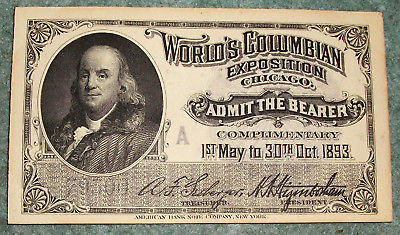 WORLD'S COLUMBIAN
EXPOSITION
CHICAGO.
ADMIT THE BEARER
A
COMPLIMENTARY
1ST MAY TO 30TH OCT. 1893.
TREASURER
PRESIDENT
AMERICAN BANK NOTE COMPANY, NEW YORK.